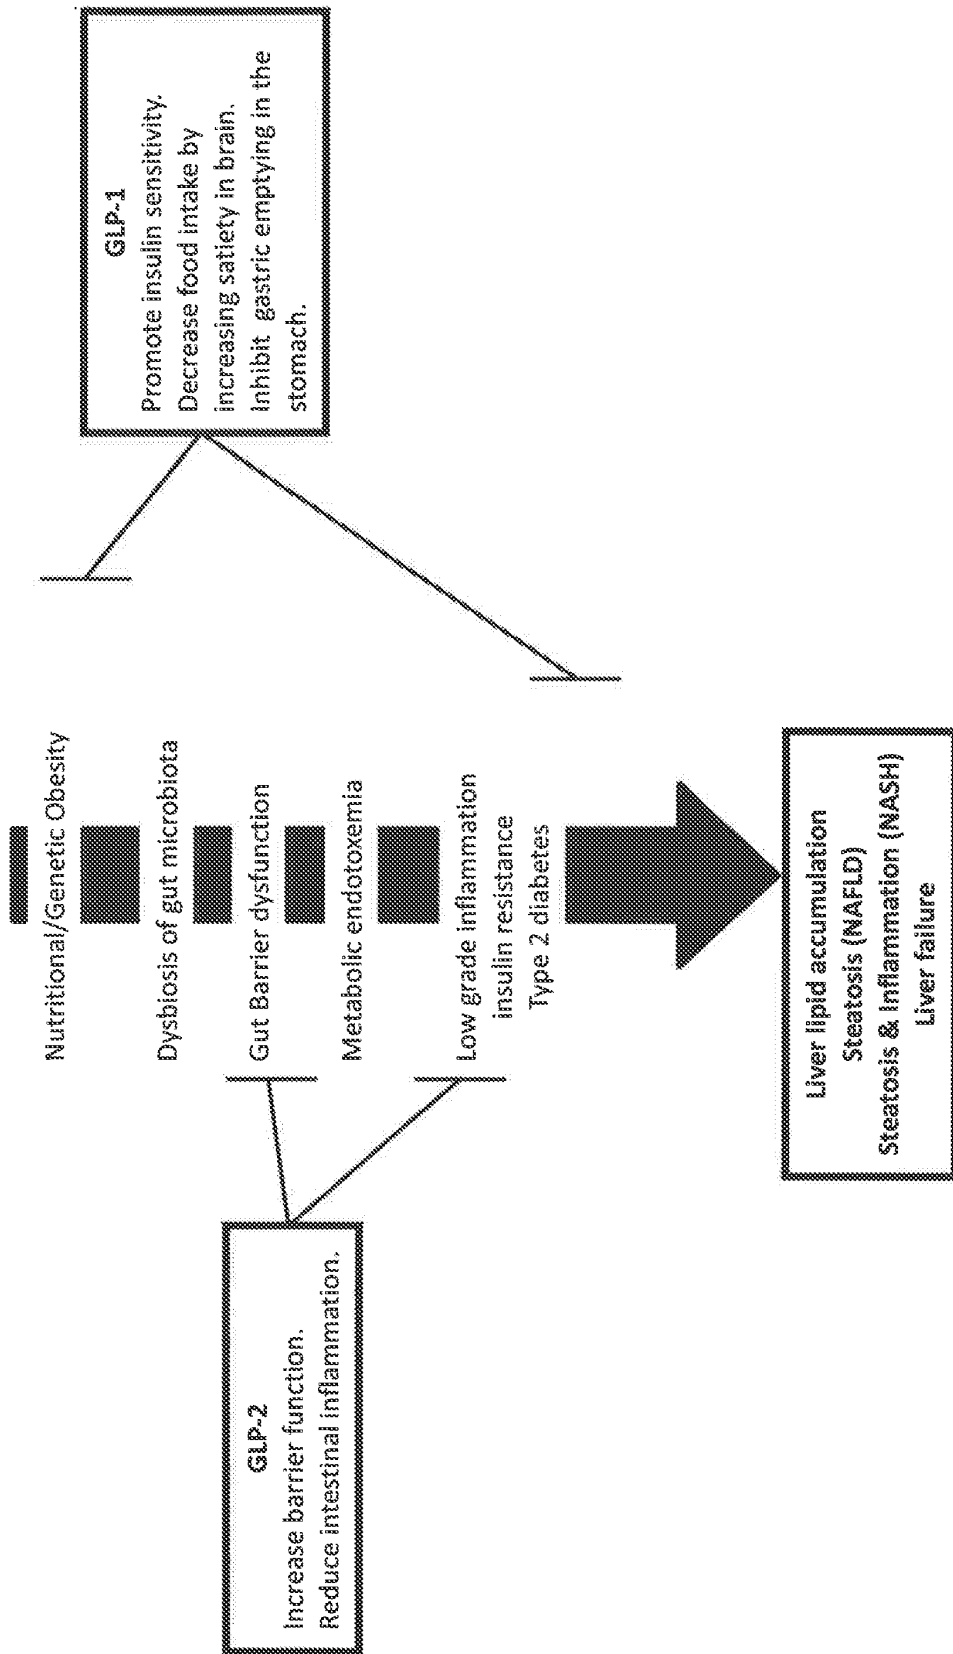 Nutritional/Genetic Obesity
Dysbiosis of gut microbiota
Gut Barrier dysfunction
Metabolic endotoxemia
Low grade inflammation
insulin resistance
Type 2 diabetes
GLP-2
Increase barrier function.
Reduce intestinal inflammation.
GLP-1
Promote insulin sensitivity.
Decrease food intake by
increasing satiety in brain.
Inhibit gastric emptying in the
stomach.
Liver lipid accumulation
Steatosis (NAFLD)
Steatosis & Inflammation (NASH)
Liver failure